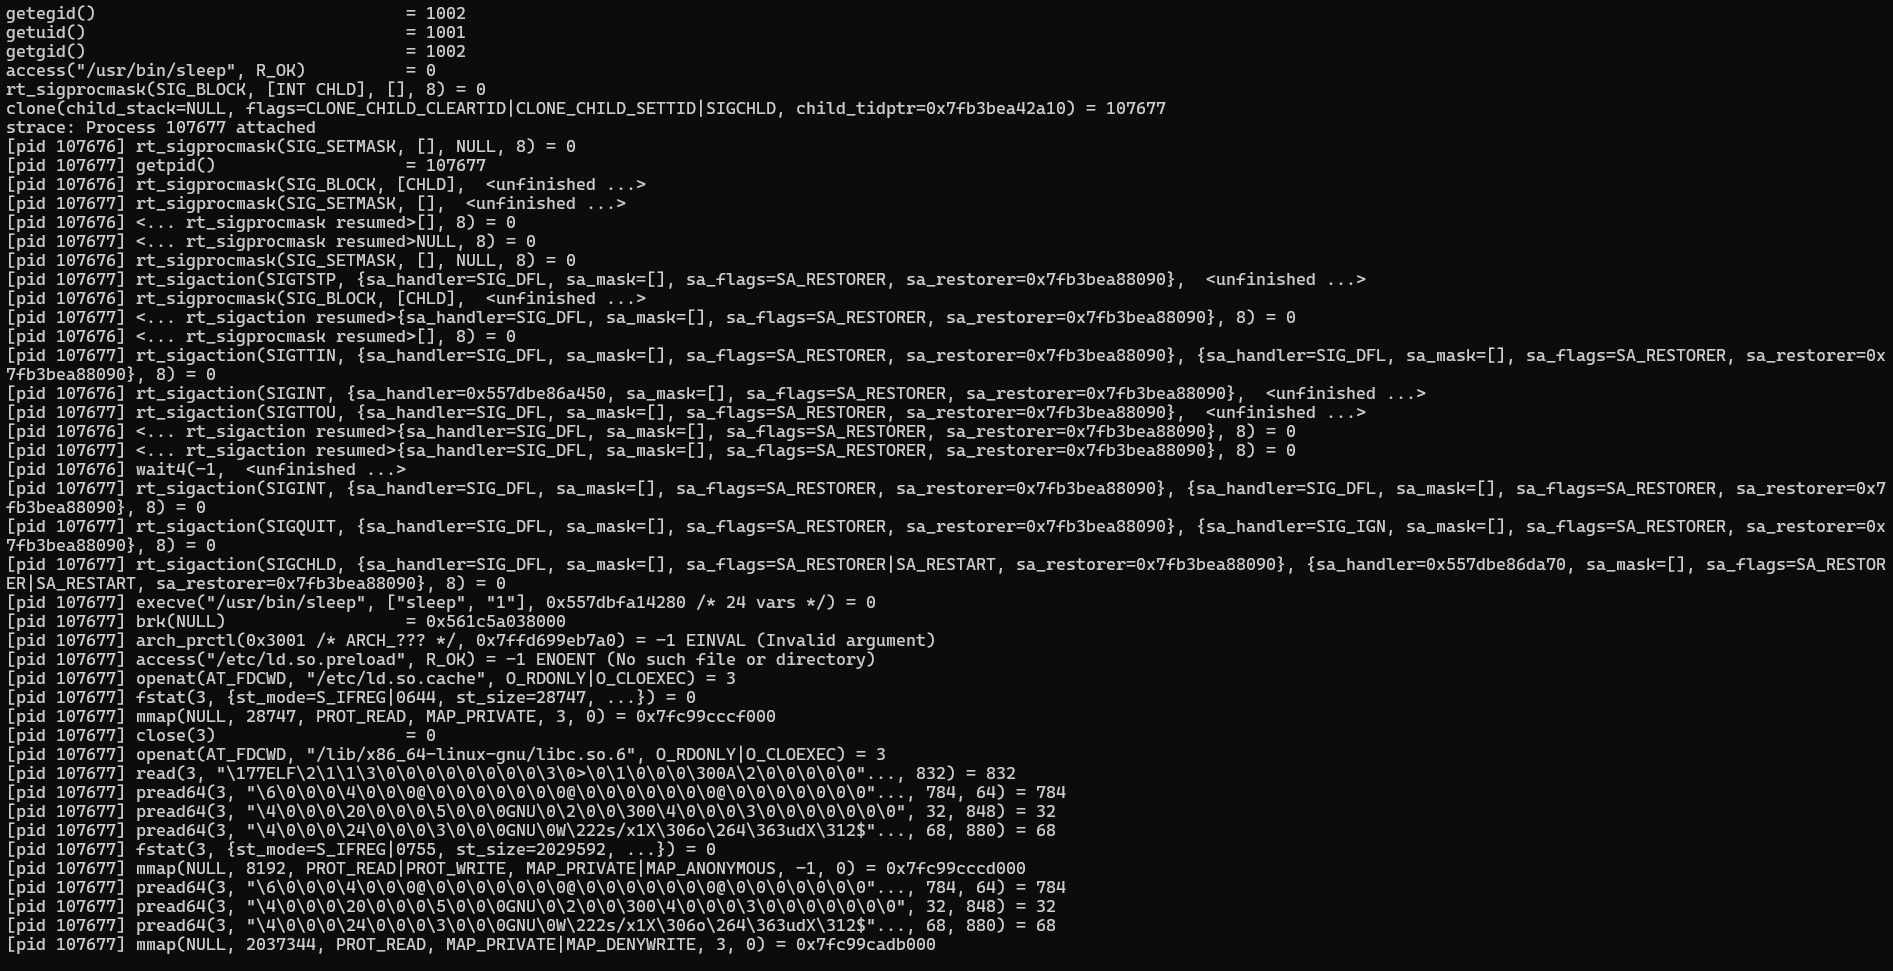 getegid()                               = 1002
getuid()                                = 1001
getgid()                                = 1002
access("/usr/bin/sleep", R_OK)          = 0
rt_sigprocmask(SIG_BLOCK, [INT CHLD], [], 8) = 0
clone(child_stack=NULL, flags=CLONE_CHILD_CLEARTID|CLONE_CHILD_SETTID|SIGCHLD, child_tidptr=0x7fb3bea42a10) = 107677
strace: Process 107677 attached
[pid 107676] rt_sigprocmask(SIG_SETMASK, [], NULL, 8) = 0
[pid 107677] getpid()                   = 107677
[pid 107676] rt_sigprocmask(SIG_BLOCK, [CHLD],  <unfinished ...>
[pid 107677] rt_sigprocmask(SIG_SETMASK, [],  <unfinished ...>
[pid 107676] <... rt_sigprocmask resumed>[], 8) = 0
[pid 107677] <... rt_sigprocmask resumed>NULL, 8) = 0
[pid 107676] rt_sigprocmask(SIG_SETMASK, [], NULL, 8) = 0
[pid 107677] rt_sigaction(SIGTSTP, {sa_handler=SIG_DFL, sa_mask=[], sa_flags=SA_RESTORER, sa_restorer=0x7fb3bea88090},  <unfinished ...>
[pid 107676] rt_sigprocmask(SIG_BLOCK, [CHLD],  <unfinished ...>
[pid 107677] <... rt_sigaction resumed>{sa_handler=SIG_DFL, sa_mask=[], sa_flags=SA_RESTORER, sa_restorer=0x7fb3bea88090}, 8) = 0
[pid 107676] <... rt_sigprocmask resumed>[], 8) = 0
[pid 107677] rt_sigaction(SIGTTIN, {sa_handler=SIG_DFL, sa_mask=[], sa_flags=SA_RESTORER, sa_restorer=0x7fb3bea88090}, {sa_handler=SIG_DFL, sa_mask=[], sa_flags=SA_RESTORER, sa_restorer=0x
7fb3bea88090}, 8) = 0
[pid 107676] rt_sigaction(SIGINT, {sa_handler=0x557dbe86a450, sa_mask=[], sa_flags=SA_RESTORER, sa_restorer=0x7fb3bea88090},  <unfinished ...>
[pid 107677] rt_sigaction(SIGTTOU, {sa_handler=SIG_DFL, sa_mask=[], sa_flags=SA_RESTORER, sa_restorer=0x7fb3bea88090},  <unfinished ...>
[pid 107676] <... rt_sigaction resumed>{sa_handler=SIG_DFL, sa_mask=[], sa_flags=SA_RESTORER, sa_restorer=0x7fb3bea88090}, 8) = 0
[pid 107677] <... rt_sigaction resumed>{sa_handler=SIG_DFL, sa_mask=[], sa_flags=SA_RESTORER, sa_restorer=0x7fb3bea88090}, 8) = 0
[pid 107676] wait4(-1,  <unfinished ...>
[pid 107677] rt_sigaction(SIGINT, {sa_handler=SIG_DFL, sa_mask=[], sa_flags=SA_RESTORER, sa_restorer=0x7fb3bea88090}, {sa_handler=SIG_DFL, sa_mask=[], sa_flags=SA_RESTORER, sa_restorer=0x7
fb3bea88090}, 8) = 0
[pid 107677] rt_sigaction(SIGQUIT, {sa_handler=SIG_DFL, sa_mask=[], sa_flags=SA_RESTORER, sa_restorer=0x7fb3bea88090}, {sa_handler=SIG_IGN, sa_mask=[], sa_flags=SA_RESTORER, sa_restorer=0x
7fb3bea88090}, 8) = 0
[pid 107677] rt_sigaction(SIGCHLD, {sa_handler=SIG_DFL, sa_mask=[], sa_flags=SA_RESTORER|SA_RESTART, sa_restorer=0x7fb3bea88090}, {sa_handler=0x557dbe86da70, sa_mask=[], sa_flags=SA_RESTOR
ER|SA_RESTART, sa_restorer=0x7fb3bea88090}, 8) = 0
[pid 107677] execve("/usr/bin/sleep", ["sleep", "1"], 0x557dbfa14280 /* 24 vars */) = 0
[pid 107677] brk(NULL)                  = 0x561c5a038000
[pid 107677] arch_prctl(0x3001 /* ARCH_??? */, 0x7ffd699eb7a0) = -1 EINVAL (Invalid argument)
[pid 107677] access("/etc/ld.so.preload", R_OK) = -1 ENOENT (No such file or directory)
[pid 107677] openat(AT_FDCWD, "/etc/ld.so.cache", O_RDONLY|O_CLOEXEC) = 3
[pid 107677] fstat(3, {st_mode=S_IFREG|0644, st_size=28747, ...}) = 0
[pid 107677] mmap(NULL, 28747, PROT_READ, MAP_PRIVATE, 3, 0) = 0x7fc99cccf000
[pid 107677] close(3)                   = 0
[pid 107677] openat(AT_FDCWD, "/lib/x86_64-linux-gnu/libc.so.6", O_RDONLY|O_CLOEXEC) = 3
[pid 107677] read(3, "\177ELF\2\1\1\3\0\0\0\0\0\0\0\0\3\0>\0\1\0\0\0\300A\2\0\0\0\0\0"..., 832) = 832
[pid 107677] pread64(3, "\6\0\0\0\4\0\0\0@\0\0\0\0\0\0\0@\0\0\0\0\0\0\0@\0\0\0\0\0\0\0"..., 784, 64) = 784
[pid 107677] pread64(3, "\4\0\0\0\20\0\0\0\5\0\0\0GNU\0\2\0\0\300\4\0\0\0\3\0\0\0\0\0\0\0", 32, 848) = 32
[pid 107677] pread64(3, "\4\0\0\0\24\0\0\0\3\0\0\0GNU\0W\222s/x1X\306o\264\363udX\312$"..., 68, 880) = 68
[pid 107677] fstat(3, {st_mode=S_IFREG|0755, st_size=2029592, ...}) = 0
[pid 107677] mmap(NULL, 8192, PROT_READ|PROT_WRITE, MAP_PRIVATE|MAP_ANONYMOUS, -1, 0) = 0x7fc99cccd000
[pid 107677] pread64(3, "\6\0\0\0\4\0\0\0@\0\0\0\0\0\0\0@\0\0\0\0\0\0\0@\0\0\0\0\0\0\0"..., 784, 64) = 784
[pid 107677] pread64(3, "\4\0\0\0\20\0\0\0\5\0\0\0GNU\0\2\0\0\300\4\0\0\0\3\0\0\0\0\0\0\0", 32, 848) = 32
[pid 107677] pread64(3, "\4\0\0\0\24\0\0\0\3\0\0\0GNU\0W\222s/x1X\306o\264\363udX\312$"..., 68, 880) = 68
[pid 107677] mmap(NULL, 2037344, PROT_READ, MAP_PRIVATE|MAP_DENYWRITE, 3, 0) = 0x7fc99cadb000